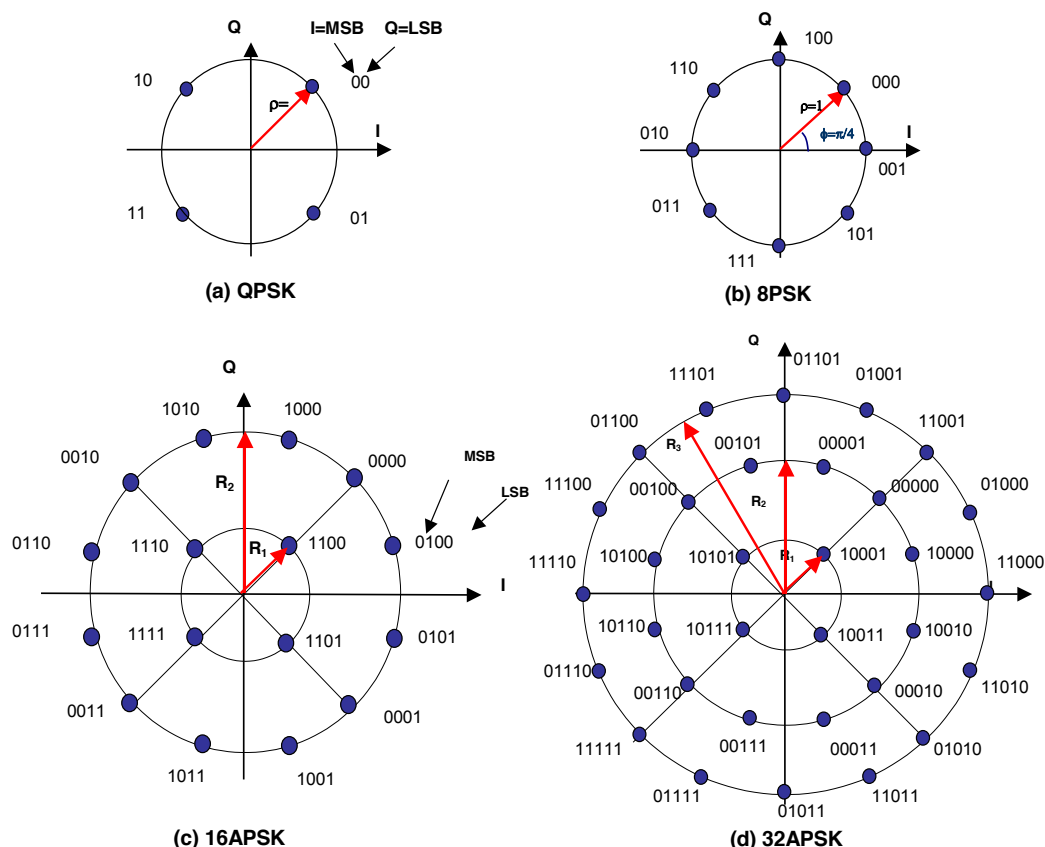 Q
I=MSB Q=LSB
10
00
ρ=
I
11
01
(a) QPSK
Q
100
110
000
ρ=1
ϕ=π/4
I
010
001
011
101
111
(b) 8PSK
Q
1010
1000
0010
0000
MSB
LSB
R2
0110
1110
R1
1100
0100
I
0111
1111
1101
0101
0011
0001
1011
1001
(c) 16APSK
Q
01101
11101
01001
01100
11001
R3
00101
00001
11100
00100
R2
00000
01000
10100
10101
R1
10001
10000
11110
11000
I
10110
10111
10011
10010
01110
00110
00010
11010
11111
00111
00011
01010
01111
01011
11011
(d) 32APSK